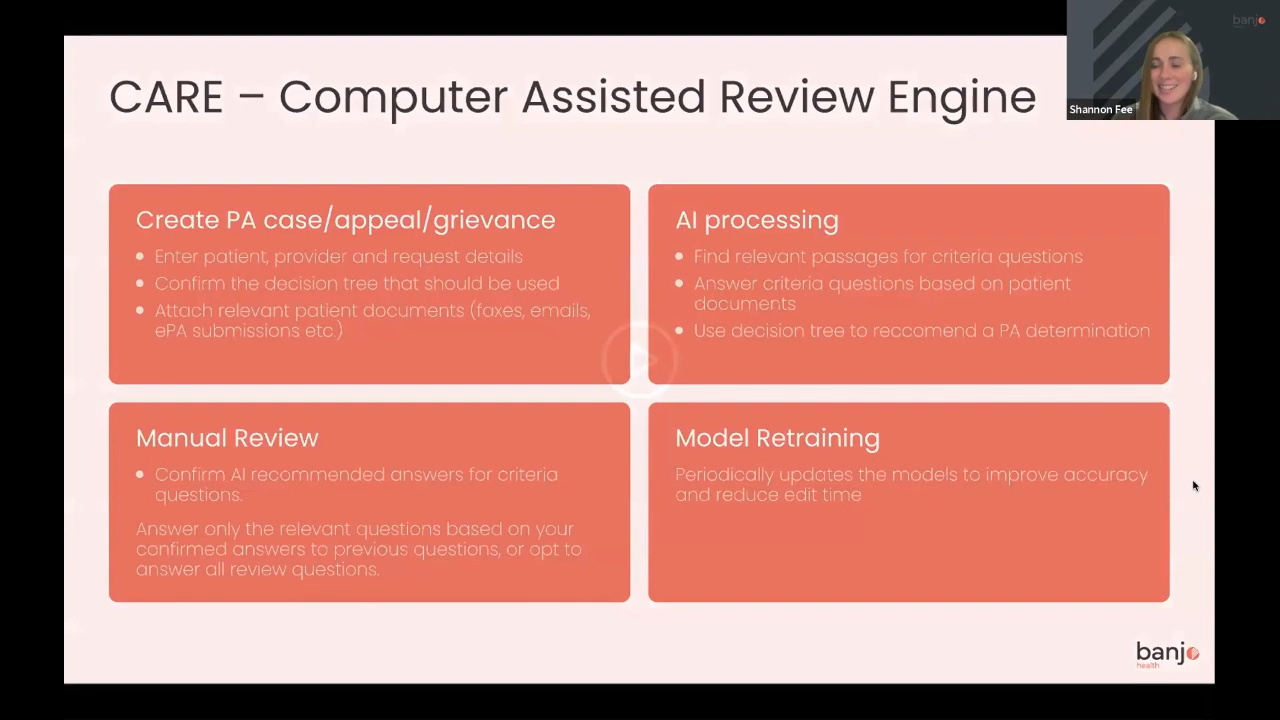 CARE – Computer Assisted Review Engine
banjo
Shannon Fee
Create PA case/appeal/grievance
Enter patient, provider and request details
Confirm the decision tree that should be used
Attach relevant patient documents (faxes, emails,
ePA submissions etc.)
AI processing
Find relevant passages for criteria questions
Answer criteria questions based on patient
documents
Use decision tree to reccomend a PA determination
Manual Review
Confirm AI recommended answers for criteria
questions.
Answer only the relevant questions based on your
confirmed answers to previous questions, or opt to
answer all review questions.
Model Retraining
Periodically updates the models to improve accuracy
and reduce edit time
banjo
health